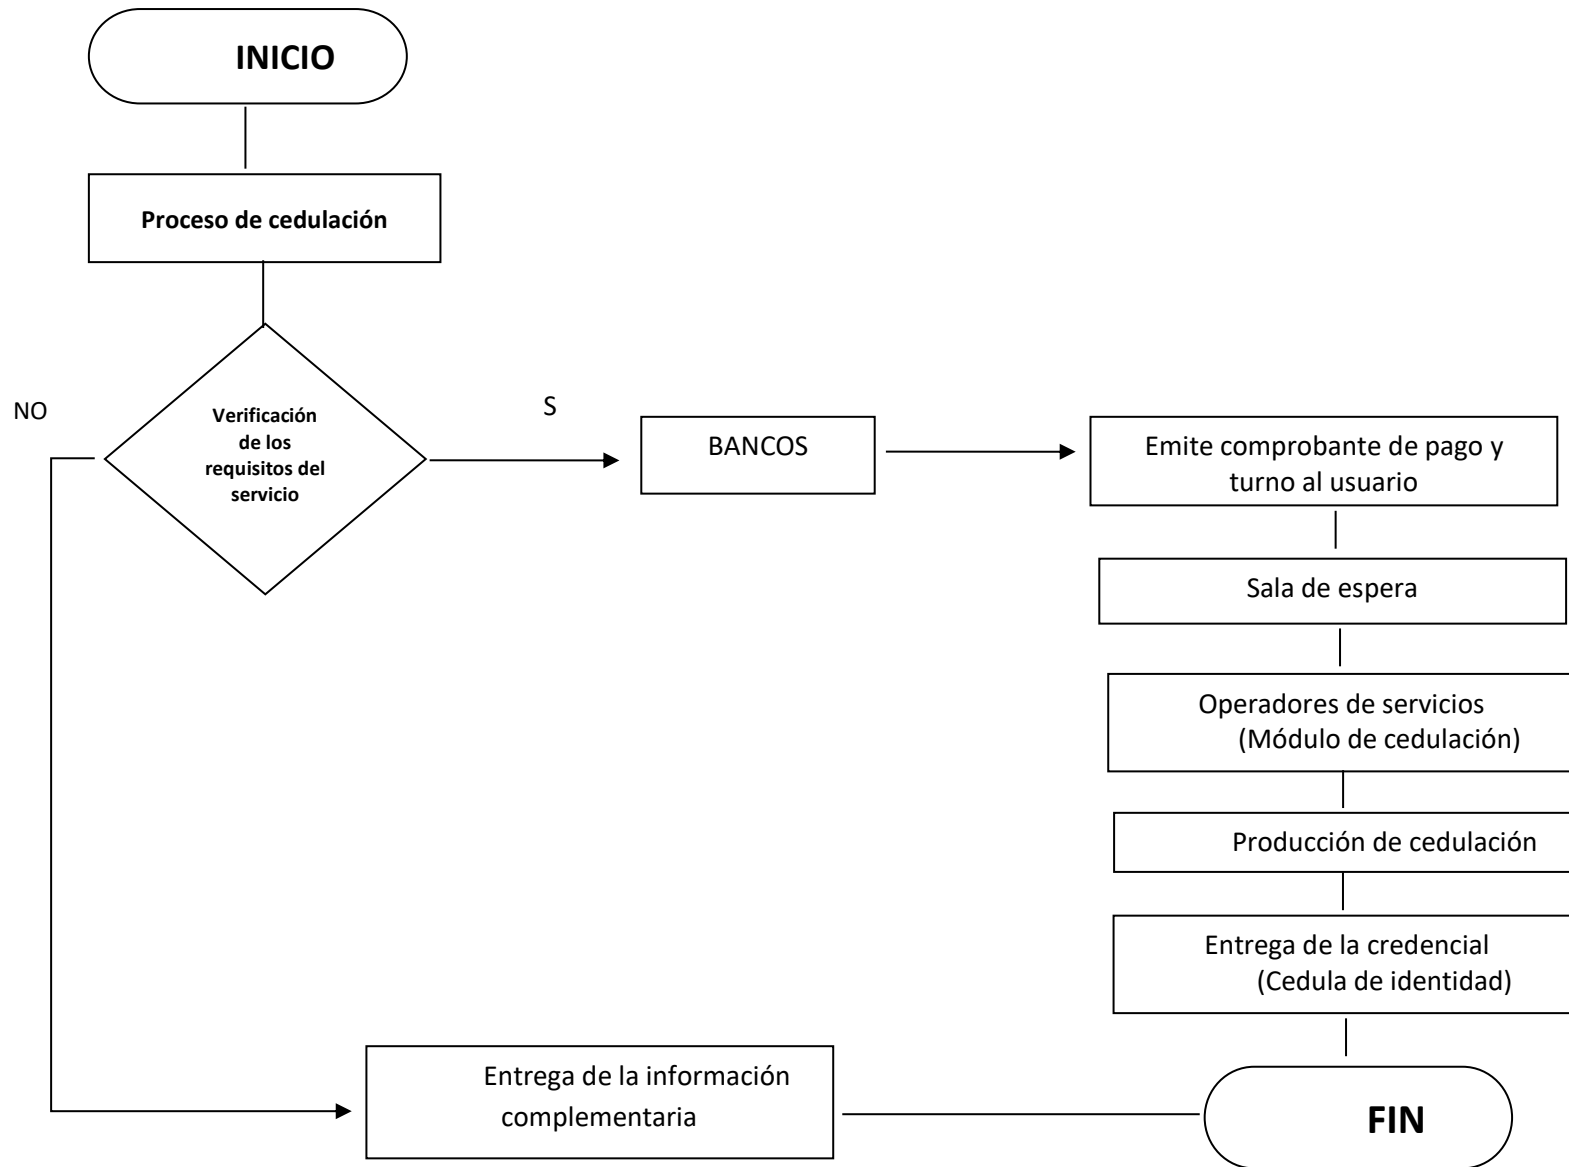 INICIO
Proceso de cedulación
Verificación
de los
requisitos del
servicio
NO
S
BANCOS
Emite comprobante de pago y
turno al usuario
Sala de espera
Operadores de servicios
(Módulo de cedulación)
Producción de cedulación
Entrega de la credencial
(Cedula de identidad)
Entrega de la información
complementaria
FIN